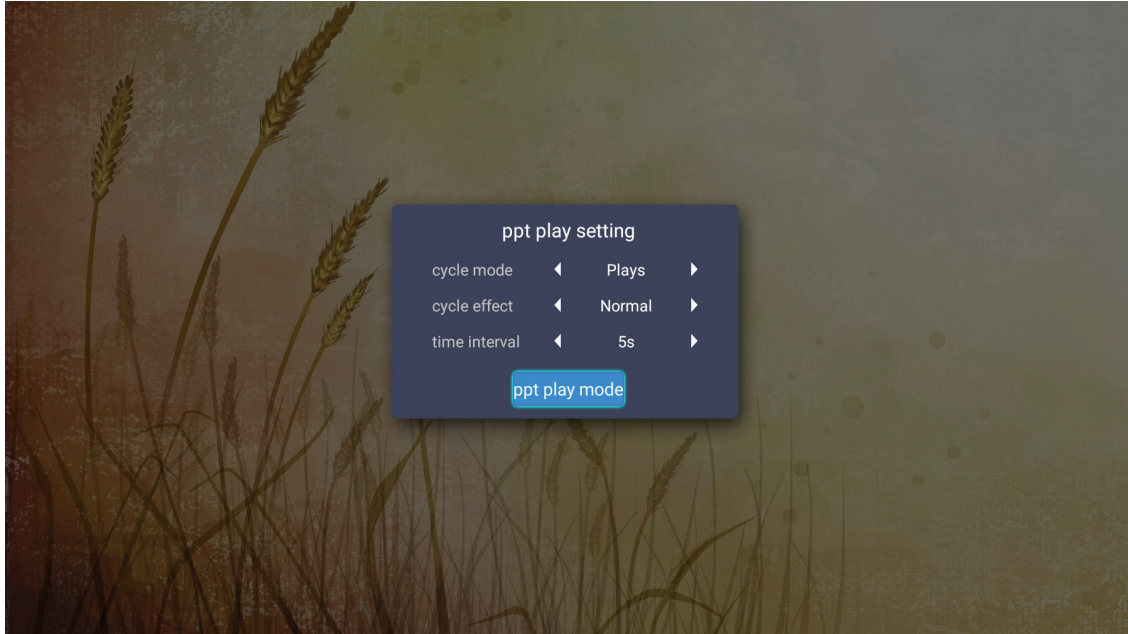 ppt play setting
cycle mode Plays
cycle effect Normal
time interval 5s
ppt play mode